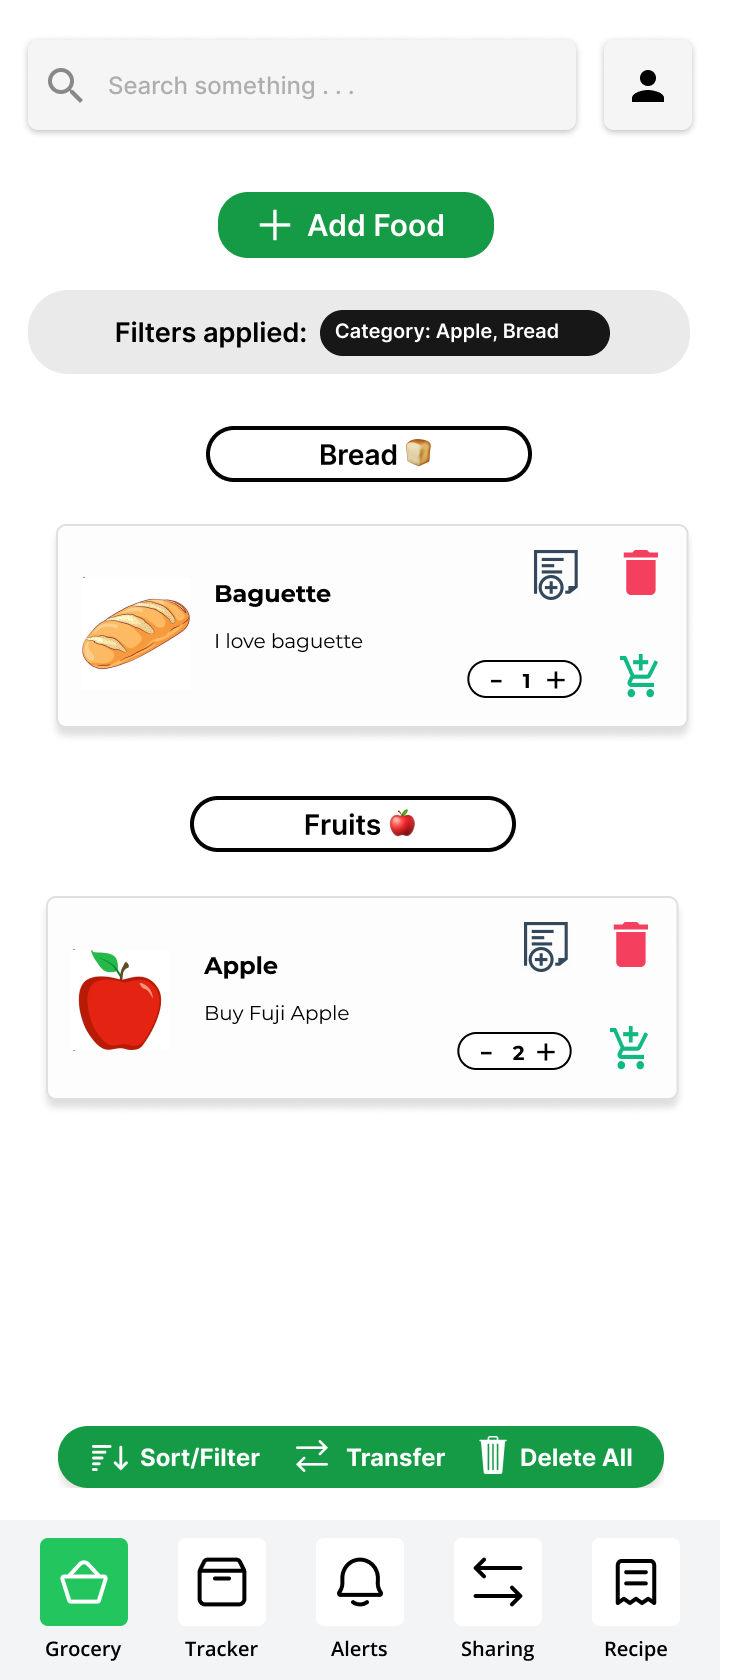 Search something . . .
Add Food
Filters applied: Category: Apple, Bread
Bread
Baguette
I love baguette
- 1 +
Fruits
Apple
Buy Fuji Apple
- 2 +
Sort/Filter Transfer Delete All
Grocery Tracker Alerts Sharing Recipe